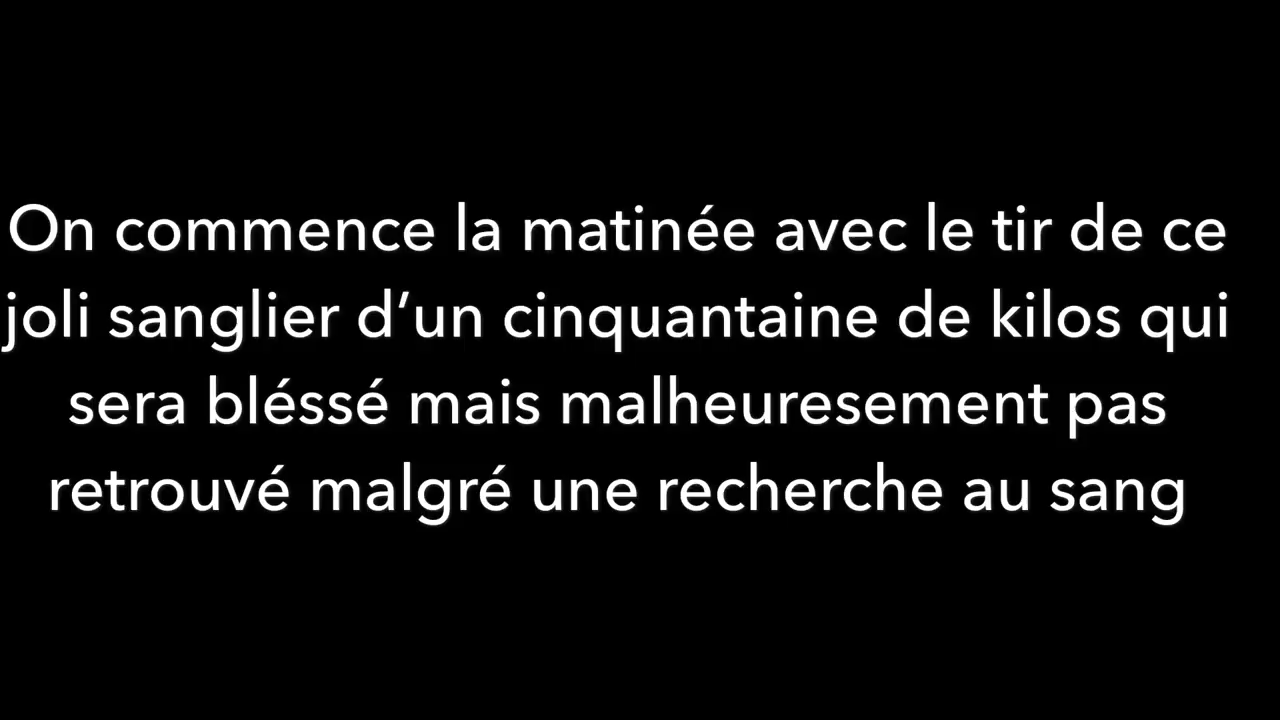 On commence la matinée avec le tir de ce
joli sanglier d’un cinquantaine de kilos qui
sera bléssé mais malheuresement pas
retrouvé malgré une recherche au sang